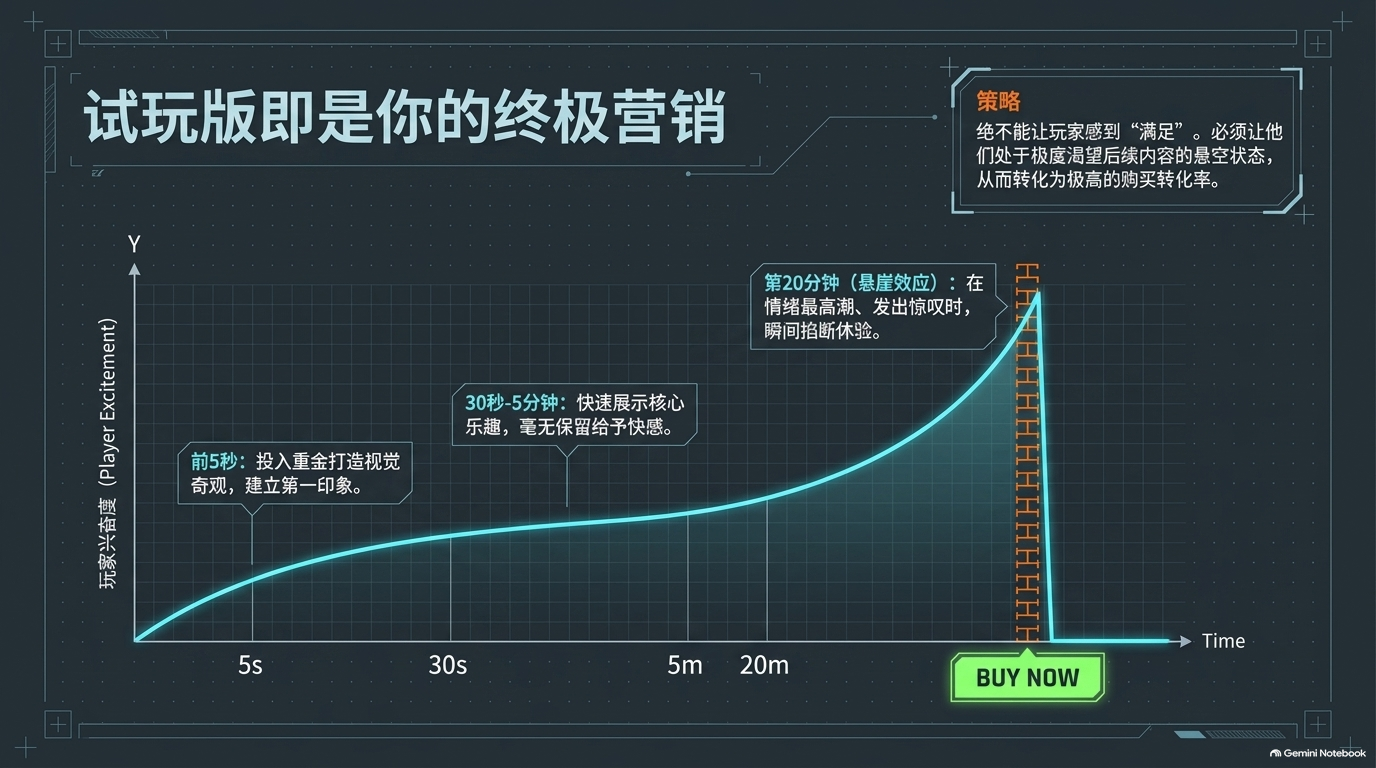 试玩版即是你的终极营销
策略
绝不能让玩家感到“满足”。必须让他
们处于极度渴望后续内容的悬空状态，
从而转化为极高的购买转化率。
Y
玩家兴奋度（Player Excitement）
第20分钟（悬崖效应）：在
情绪最高潮、发出惊叹时，
瞬间掐断体验。
30秒-5分钟：快速展示核心
乐趣，毫无保留给予快感。
前5秒：投入重金打造视觉
奇观，建立第一印象。
Time
5s
30s
5m
20m
BUY NOW
Gemini Notebook